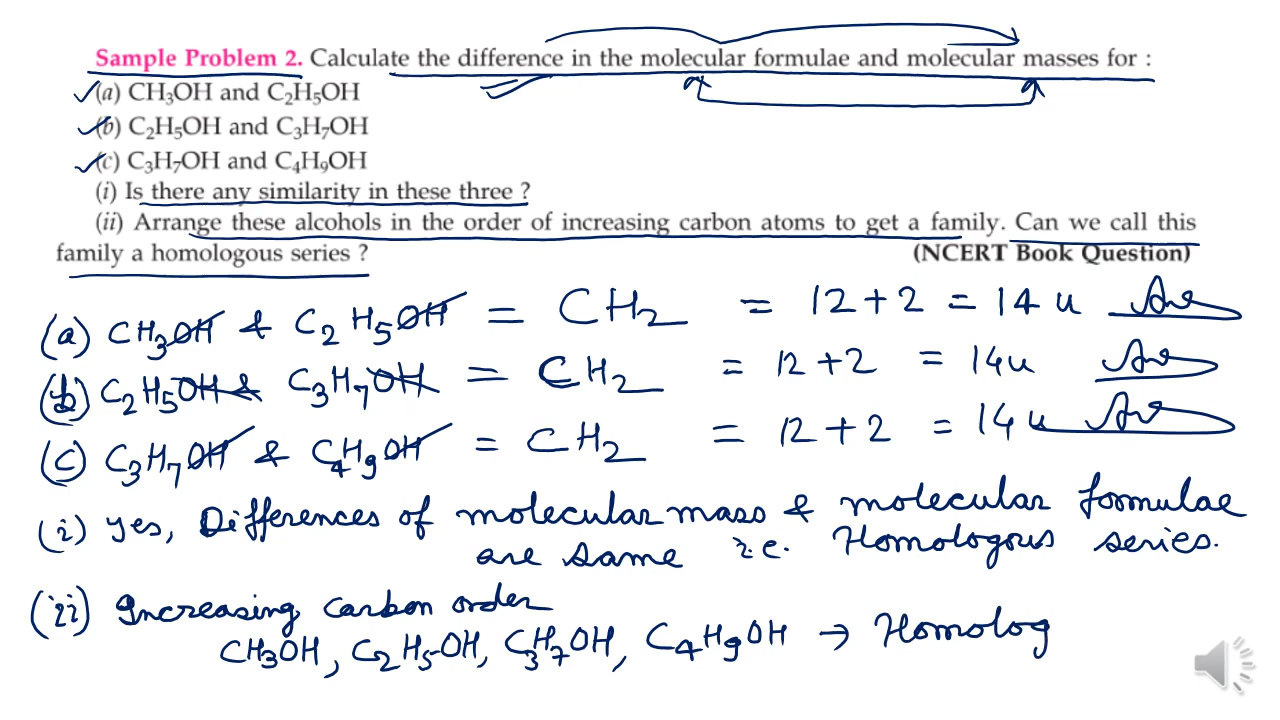 Sample Problem 2. Calculate the difference in the molecular formulae and molecular masses for :
(a) CH₃OH and C₂H₅OH
(b) C₂H₅OH and C₃H₇OH
(c) C₃H₇OH and C₄H₉OH
(i) Is there any similarity in these three ?
(ii) Arrange these alcohols in the order of increasing carbon atoms to get a family. Can we call this
family a homologous series ? (NCERT Book Question)
(a) CH₃OH & C₂H₅OH = CH₂ = 12 + 2 = 14 u Ans
(b) C₂H₅OH & C₃H₇OH = CH₂ = 12 + 2 = 14u Ans
(c) C₃H₇OH & C₄H₉OH = CH₂ = 12 + 2 = 14u Ans
(i) Yes, Differences of molecular mass & molecular formulae
are same i.e. Homologous series.
(ii) Increasing carbon order
CH₃OH, C₂H₅OH, C₃H₇OH, C₄H₉OH → Homolog